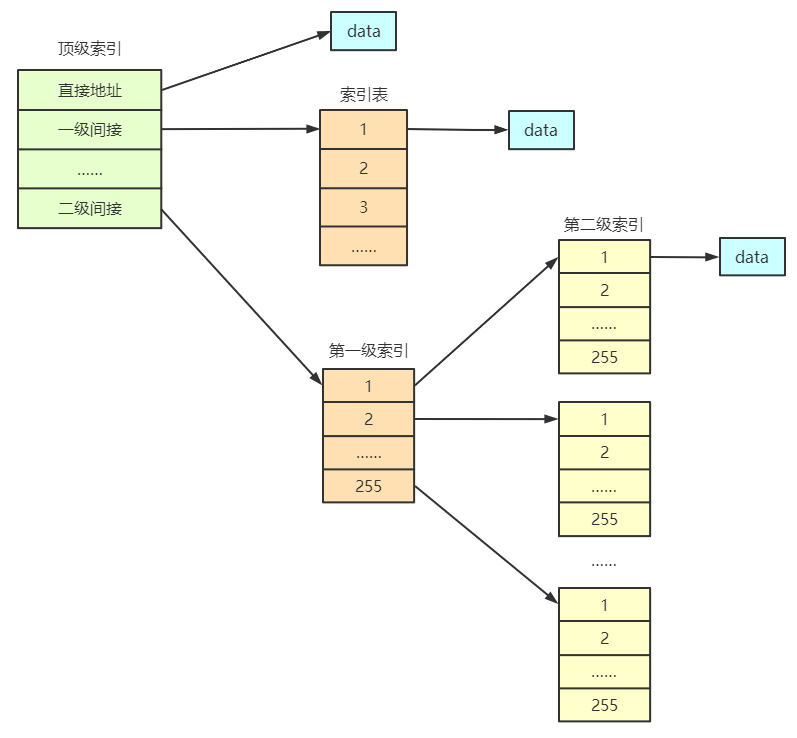 顶级索引
直接地址
一级间接
......
二级间接
data
索引表
1
2
3
......
data
第一级索引
1
2
......
255
第二级索引
1
2
......
255
data
1
2
......
255
......
1
2
......
255